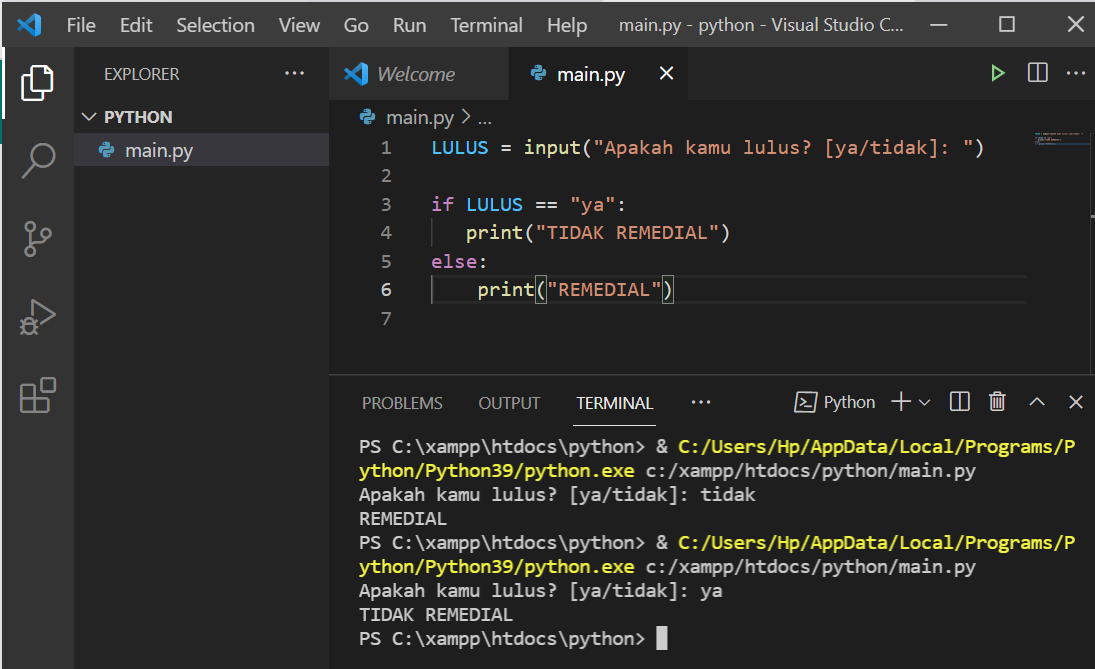 File Edit Selection View Go Run Terminal Help main.py - python - Visual Studio C...
EXPLORER ...
Welcome main.py
PYTHON
main.py
main.py > ...
1 LULUS = input("Apakah kamu lulus? [ya/tidak]: ")
2
3 if LULUS == "ya":
4 print("TIDAK REMEDIAL")
5 else:
6 print("REMEDIAL")
7
PROBLEMS OUTPUT TERMINAL ... Python
PS C:\xampp\htdocs\python> & C:/Users/Hp/AppData/Local/Programs/P
ython/Python39/python.exe c:/xampp/htdocs/python/main.py
Apakah kamu lulus? [ya/tidak]: tidak
REMEDIAL
PS C:\xampp\htdocs\python> & C:/Users/Hp/AppData/Local/Programs/P
ython/Python39/python.exe c:/xampp/htdocs/python/main.py
Apakah kamu lulus? [ya/tidak]: ya
TIDAK REMEDIAL
PS C:\xampp\htdocs\python>